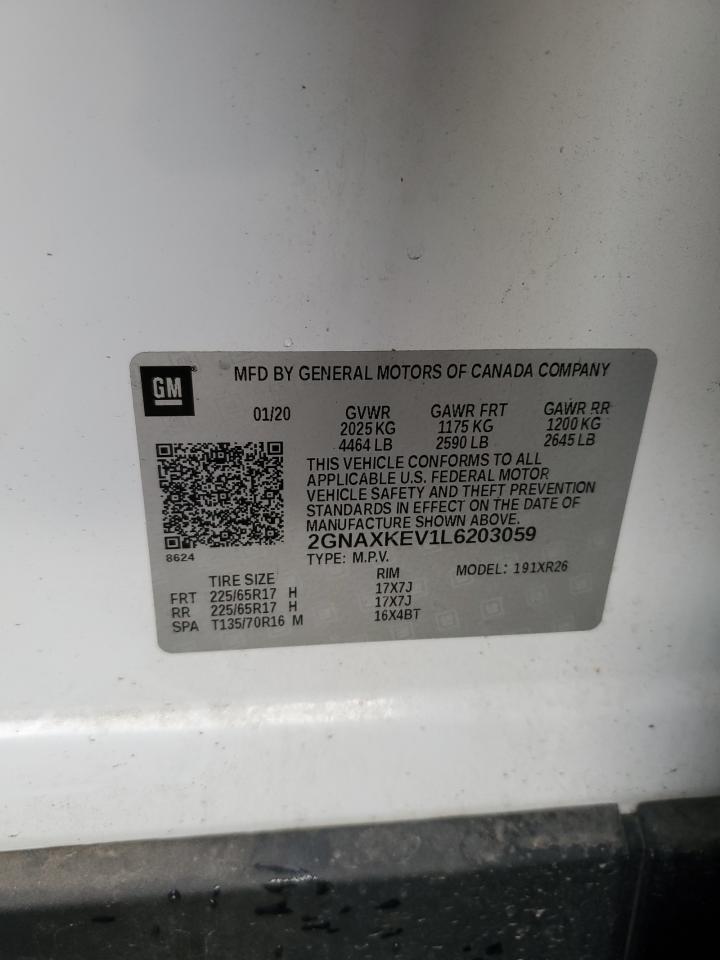 GM
MFD BY GENERAL MOTORS OF CANADA COMPANY
01/20 GVWR GAWR FRT GAWR RR
2025 KG 1175 KG 1200 KG
4464 LB 2590 LB 2645 LB
THIS VEHICLE CONFORMS TO ALL
APPLICABLE U.S. FEDERAL MOTOR
VEHICLE SAFETY AND THEFT PREVENTION
STANDARDS IN EFFECT ON THE DATE OF
MANUFACTURE SHOWN ABOVE.
8624
2GNAXKEV1L6203059
TYPE: M.P.V. MODEL: 191XR26
TIRE SIZE RIM
FRT 225/65R17 H 17X7J
RR 225/65R17 H 17X7J
SPA T135/70R16 M 16X4BT